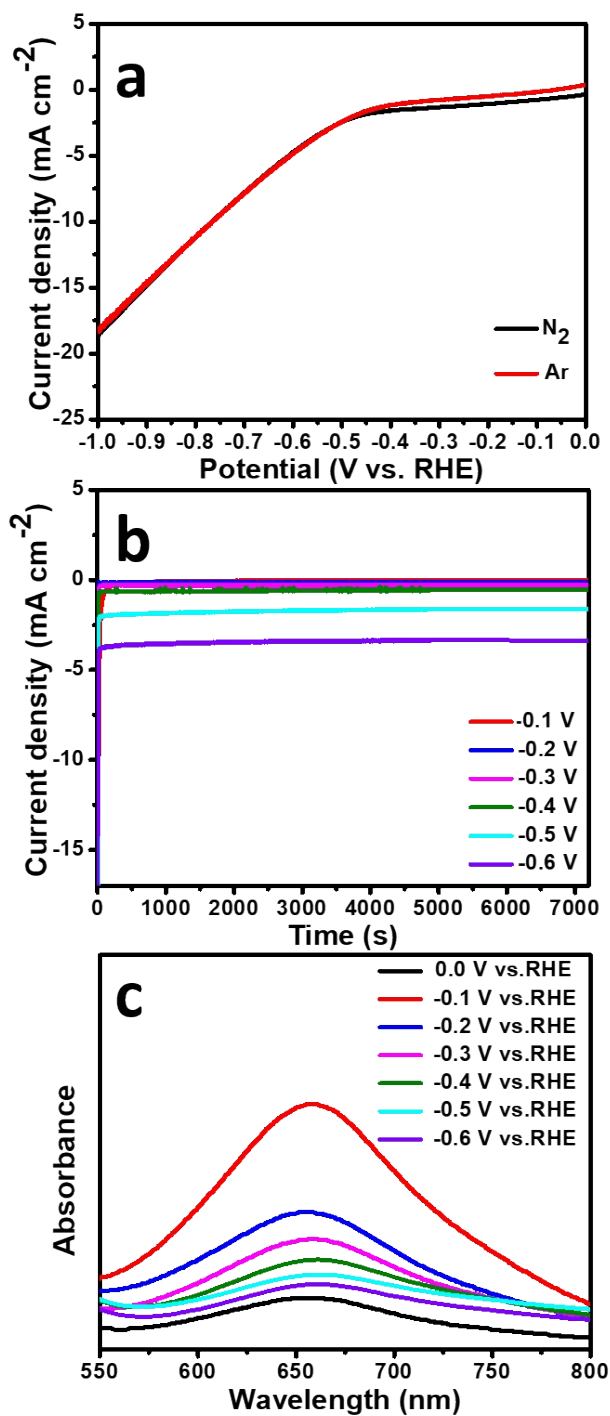 a
5
0
-5
-10
-15
-20
-25
Current density (mA cm-2)
N2
Ar
-1.0 -0.9 -0.8 -0.7 -0.6 -0.5 -0.4 -0.3 -0.2 -0.1 0.0
Potential (V vs. RHE)
b
5
0
-5
-10
-15
Current density (mA cm-2)
-0.1 V
-0.2 V
-0.3 V
-0.4 V
-0.5 V
-0.6 V
0 1000 2000 3000 4000 5000 6000 7000
Time (s)
c
Absorbance
0.0 V vs.RHE
-0.1 V vs.RHE
-0.2 V vs.RHE
-0.3 V vs.RHE
-0.4 V vs.RHE
-0.5 V vs.RHE
-0.6 V vs.RHE
550 600 650 700 750 800
Wavelength (nm)